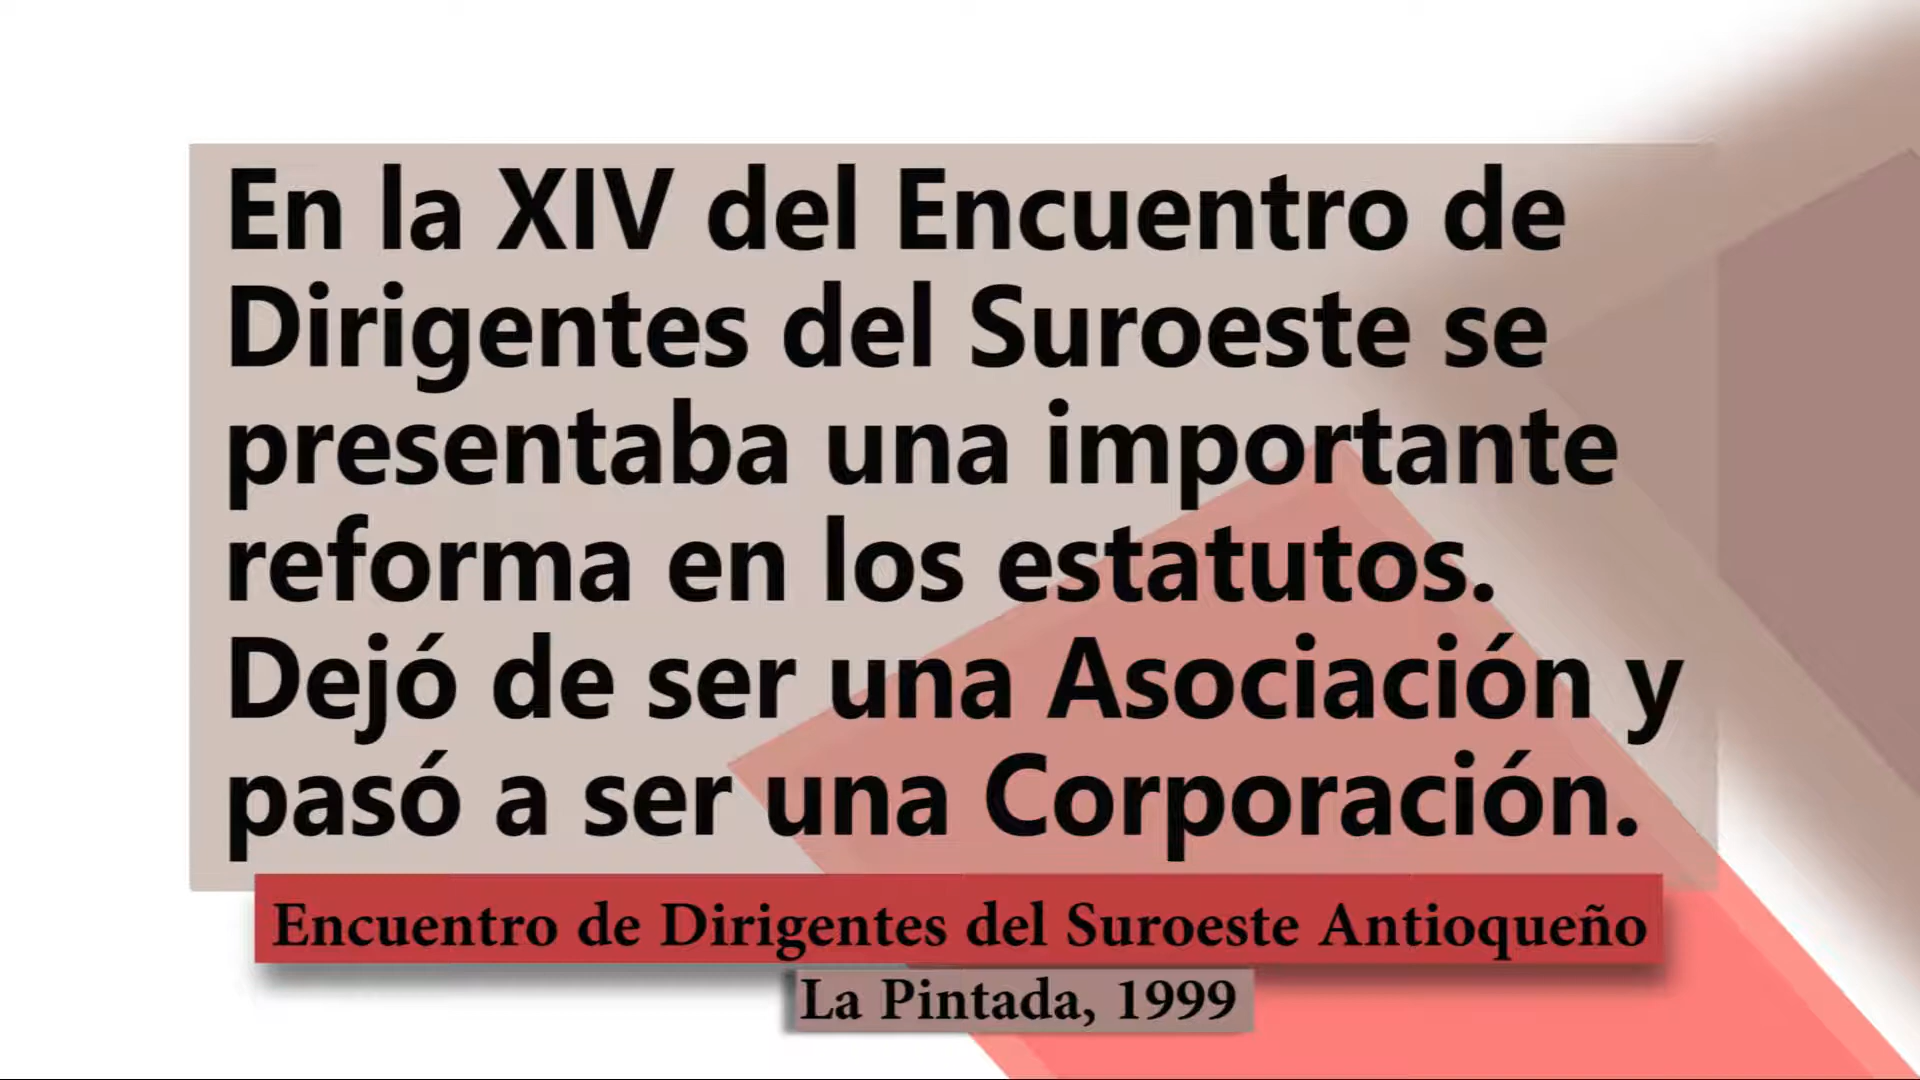 En la XIV del Encuentro de
Dirigentes del Suroeste se
presentaba una importante
reforma en los estatutos.
Dejó de ser una Asociación y
pasó a ser una Corporación.
Encuentro de Dirigentes del Suroeste Antioqueño
La Pintada, 1999